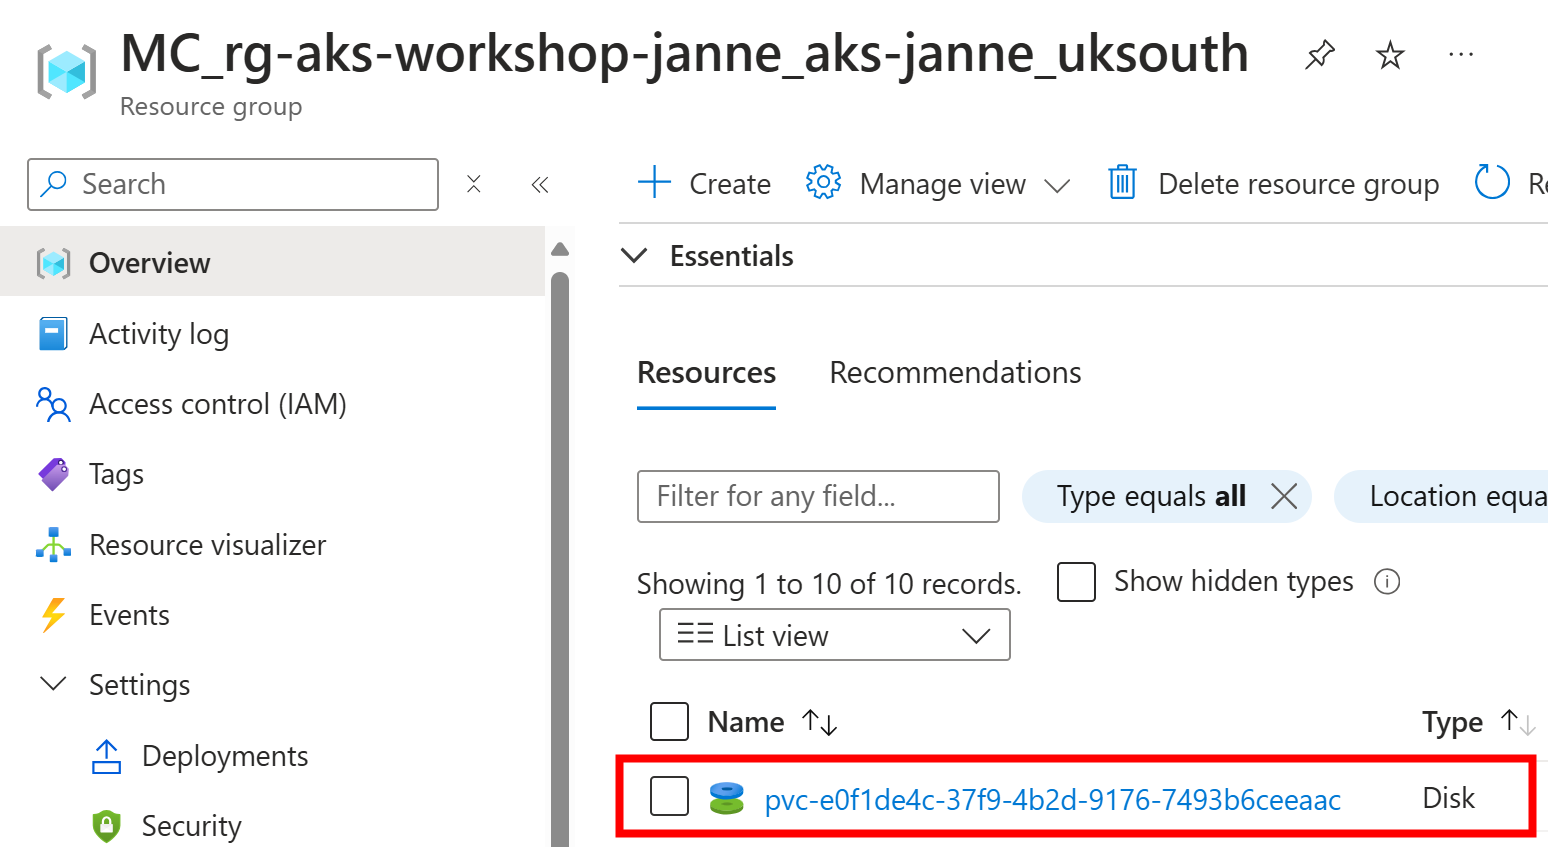 MC_rg-aks-workshop-janne_aks-janne_uksouth
Resource group
Search
Create
Manage view
Delete resource group
Overview
Essentials
Activity log
Access control (IAM)
Tags
Resource visualizer
Events
Settings
Deployments
Security
Resources Recommendations
Filter for any field...
Type equals all
Location equa
Showing 1 to 10 of 10 records.
Show hidden types
List view
Name
Type
pvc-e0f1de4c-37f9-4b2d-9176-7493b6ceeaac
Disk